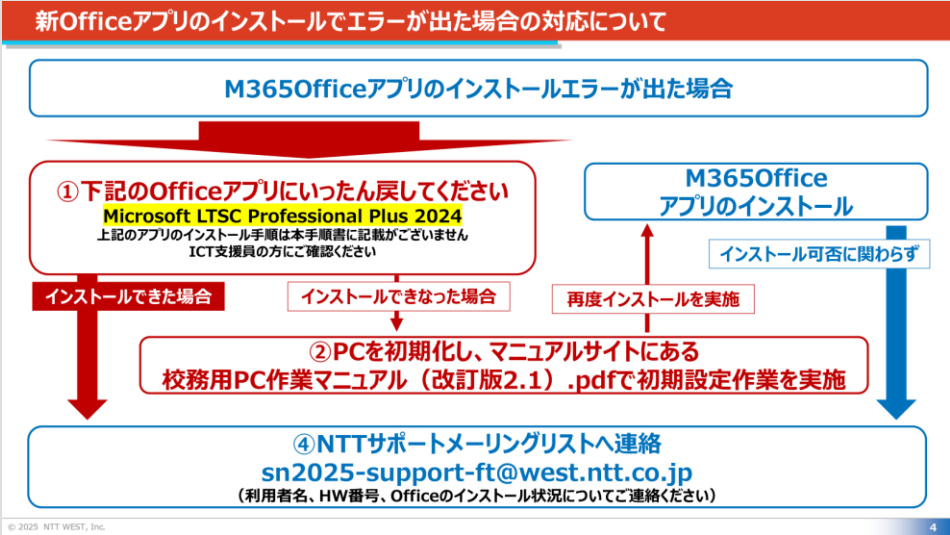 新Officeアプリのインストールでエラーが出た場合の対応について
M365Officeアプリのインストールエラーが出た場合
①下記のOfficeアプリにいったん戻してください
Microsoft LTSC Professional Plus 2024
上記のアプリのインストール手順は本手順書に記載がございません
ICT支援員の方にご確認ください
M365Office
アプリのインストール
インストール可否に関わらず
インストールできた場合
インストールできなった場合
再度インストールを実施
②PCを初期化し、マニュアルサイトにある
校務用PC作業マニュアル（改訂版2.1）.pdfで初期設定作業を実施
④NTTサポートメーリングリストへ連絡
sn2025-support-ft@west.ntt.co.jp
（利用者名、HW番号、Officeのインストール状況についてご連絡ください）
© 2025 NTT WEST, Inc.
4